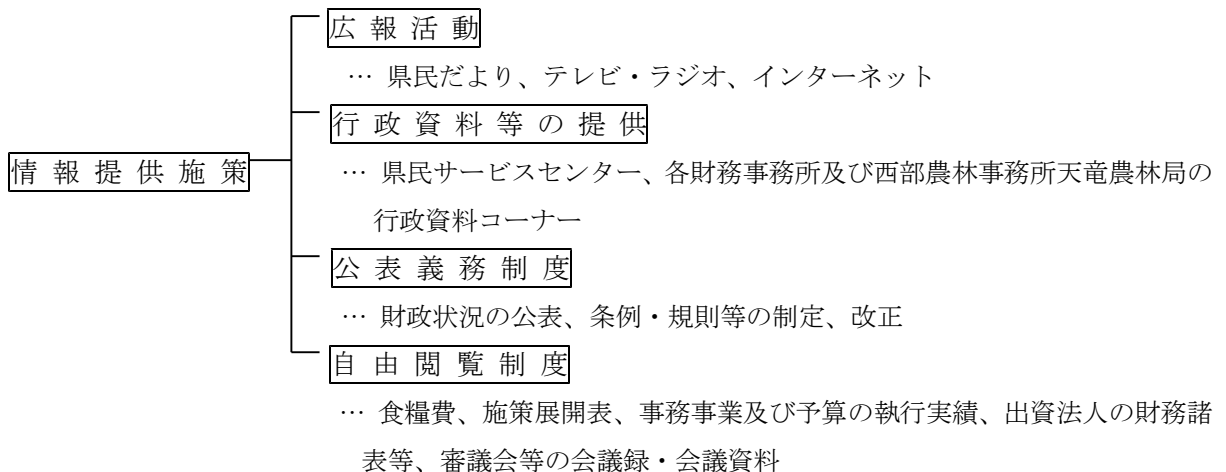 広報活動
… 県民だより、テレビ・ラジオ、インターネット
行政資料等の提供
情報提供施策
… 県民サービスセンター、各財務事務所及び西部農林事務所天竜農林局の
行政資料コーナー
公表義務制度
… 財政状況の公表、条例・規則等の制定、改正
自由閲覧制度
… 食糧費、施策展開表、事務事業及び予算の執行実績、出資法人の財務諸
表等、審議会等の会議録・会議資料